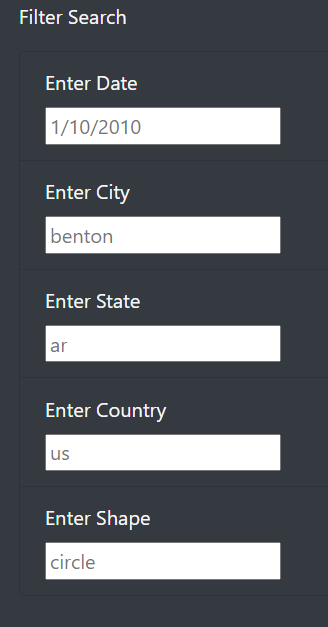 Filter Search
Enter Date
1/10/2010
Enter City
benton
Enter State
ar
Enter Country
us
Enter Shape
circle